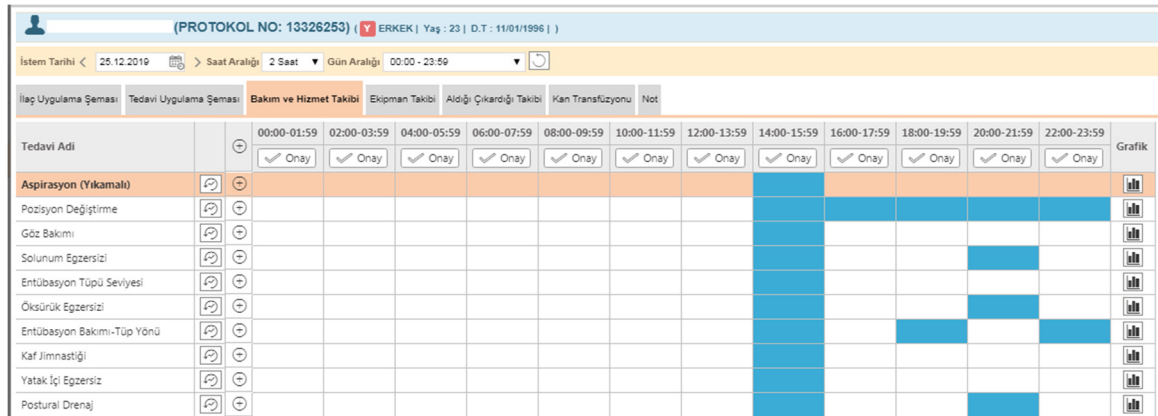 (PROTOKOL NO: 13326253) ( Y ERKEK | Yaş : 23 | D.T : 11/01/1996 | )
İstem Tarihi < 25.12.2019 > Saat Aralığı 2 Saat ▼ Gün Aralığı 00:00 - 23:59 ▼
İlaç Uygulama Şeması Tedavi Uygulama Şeması Bakım ve Hizmet Takibi Ekipman Takibi Aldığı Çıkardığı Takibi Kan Transfüzyonu Not
Tedavi Adi 00:00-01:59 02:00-03:59 04:00-05:59 06:00-07:59 08:00-09:59 10:00-11:59 12:00-13:59 14:00-15:59 16:00-17:59 18:00-19:59 20:00-21:59 22:00-23:59 Grafik
Onay Onay Onay Onay Onay Onay Onay Onay Onay Onay Onay Onay
Aspirasyon (Yıkamalı)
Pozisyon Değiştirme
Göz Bakımı
Solunum Egzersizi
Entübasyon Tüpü Seviyesi
Öksürük Egzersizi
Entübasyon Bakımı-Tüp Yönü
Kaf Jimnastiği
Yatak İçi Egzersiz
Postural Drenaj